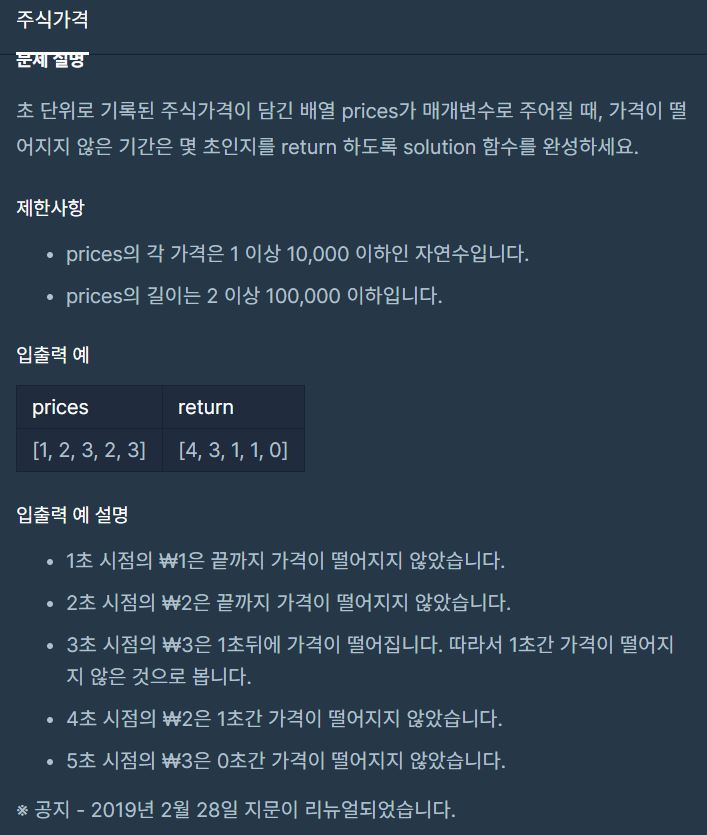 주식가격
문제 설명
초 단위로 기록된 주식가격이 담긴 배열 prices가 매개변수로 주어질 때, 가격이 떨
어지지 않은 기간은 몇 초인지를 return 하도록 solution 함수를 완성하세요.
제한사항
• prices의 각 가격은 1 이상 10,000 이하인 자연수입니다.
• prices의 길이는 2 이상 100,000 이하입니다.
입출력 예
prices return
[1, 2, 3, 2, 3] [4, 3, 1, 1, 0]
입출력 예 설명
• 1초 시점의 ₩1은 끝까지 가격이 떨어지지 않았습니다.
• 2초 시점의 ₩2은 끝까지 가격이 떨어지지 않았습니다.
• 3초 시점의 ₩3은 1초뒤에 가격이 떨어집니다. 따라서 1초간 가격이 떨어지
지 않은 것으로 봅니다.
• 4초 시점의 ₩2은 1초간 가격이 떨어지지 않았습니다.
• 5초 시점의 ₩3은 0초간 가격이 떨어지지 않았습니다.
※ 공지 - 2019년 2월 28일 지문이 리뉴얼되었습니다.